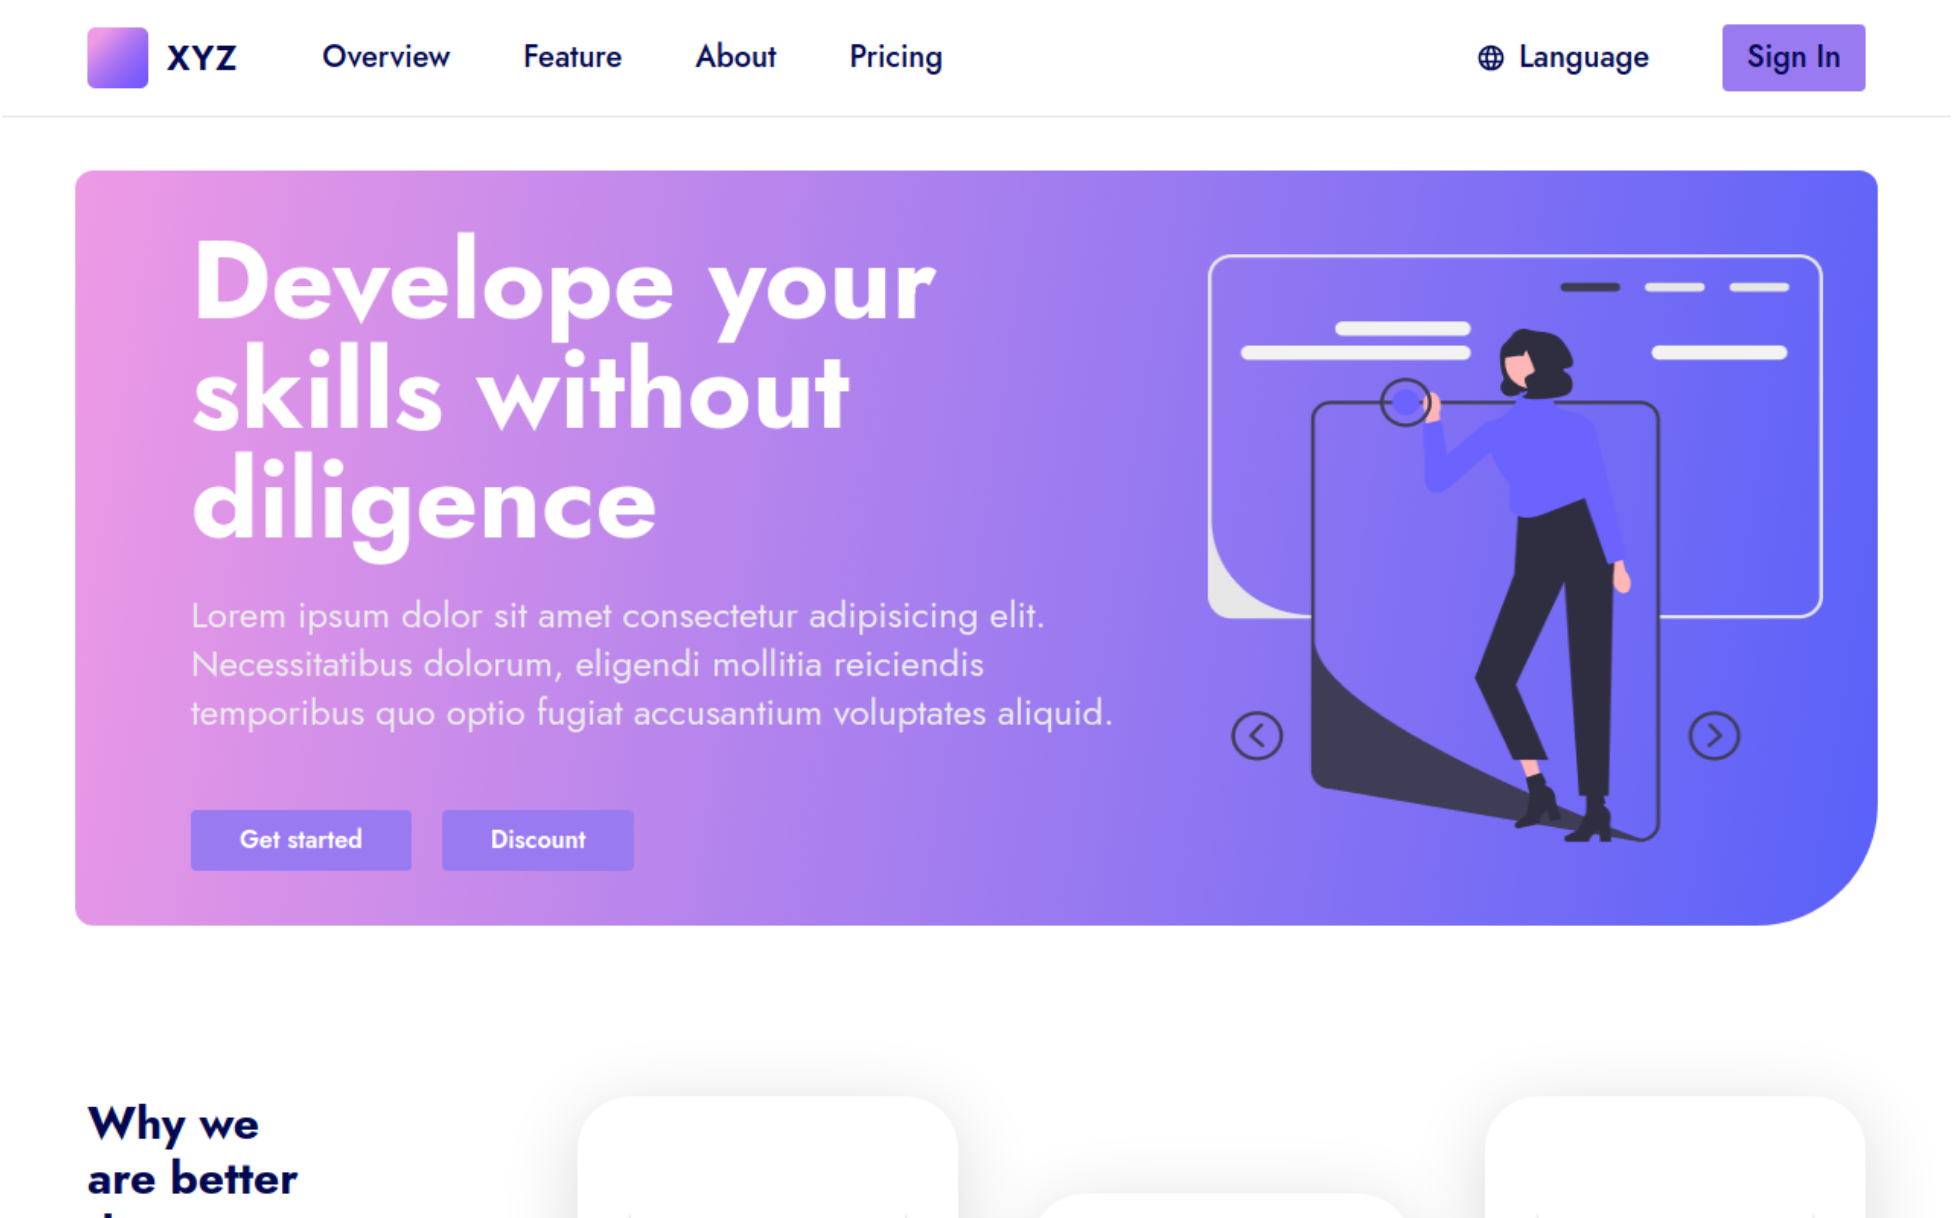 XYZ
Overview
Feature
About
Pricing
Language
Sign In
Develope your
skills without
diligence
Lorem ipsum dolor sit amet consectetur adipisicing elit.
Necessitatibus dolorum, eligendi mollitia reiciendis
temporibus quo optio fugiat accusantium voluptates aliquid.
Get started
Discount
Why we
are better